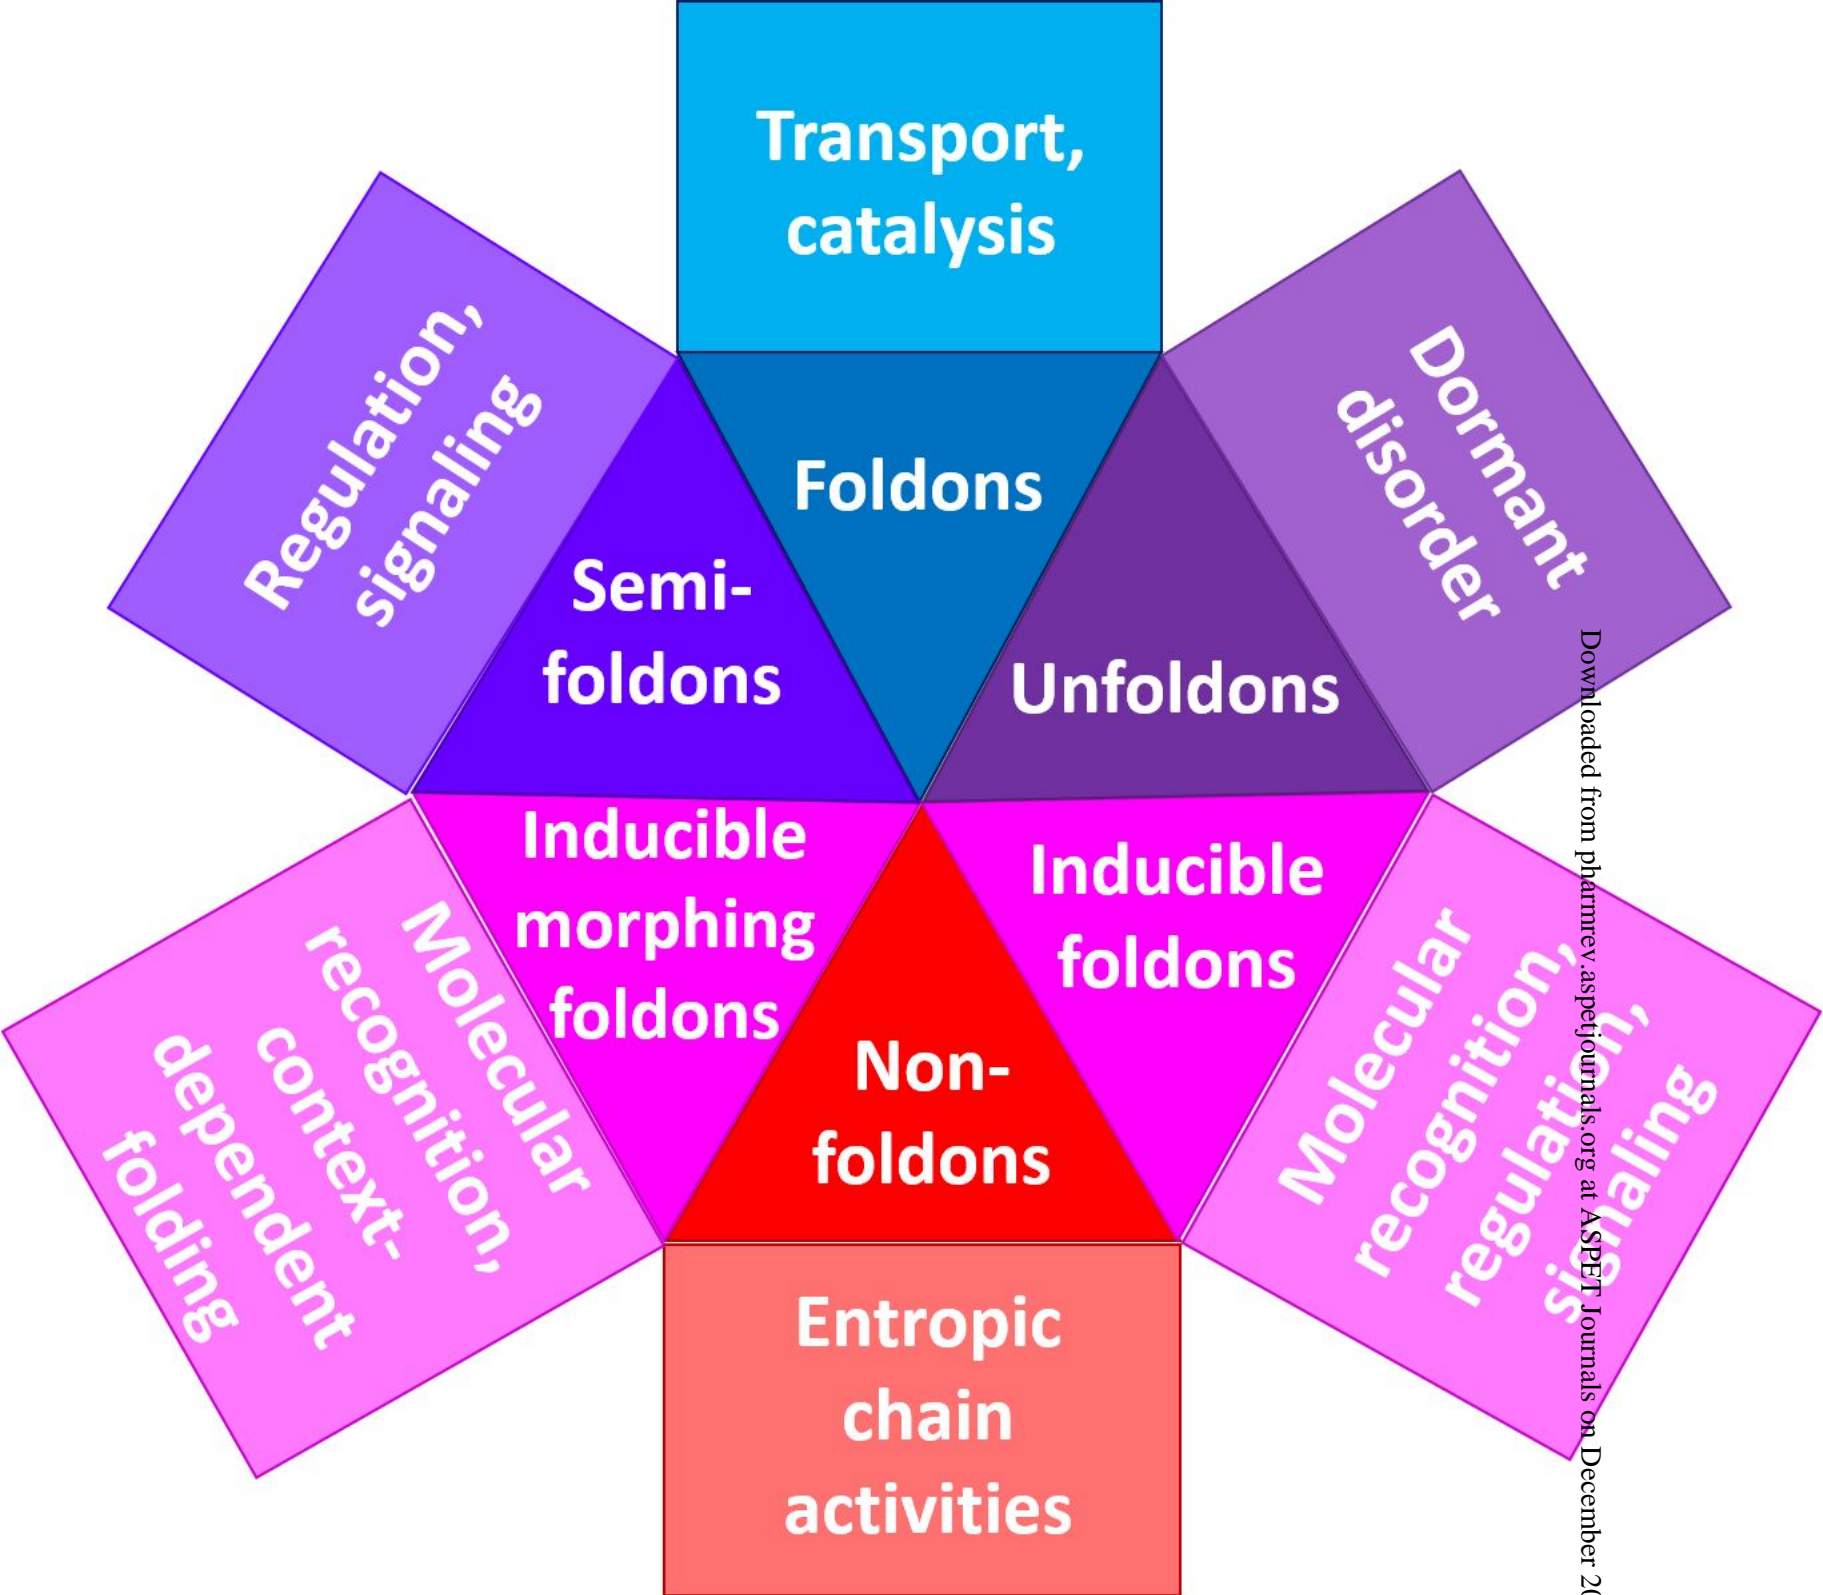 Transport,
catalysis
Regulation,
signaling
Dormant
disorder
Foldons
Semi-
foldons
Unfoldons
Inducible
morphing
foldons
Inducible
foldons
Non-
foldons
Molecular
recognition,
context-
dependent
folding
Molecular
recognition,
regulation,
signaling
Entropic
chain
activities
Downloaded from pharmrev.aspetjournals.org at ASPET Journals on December